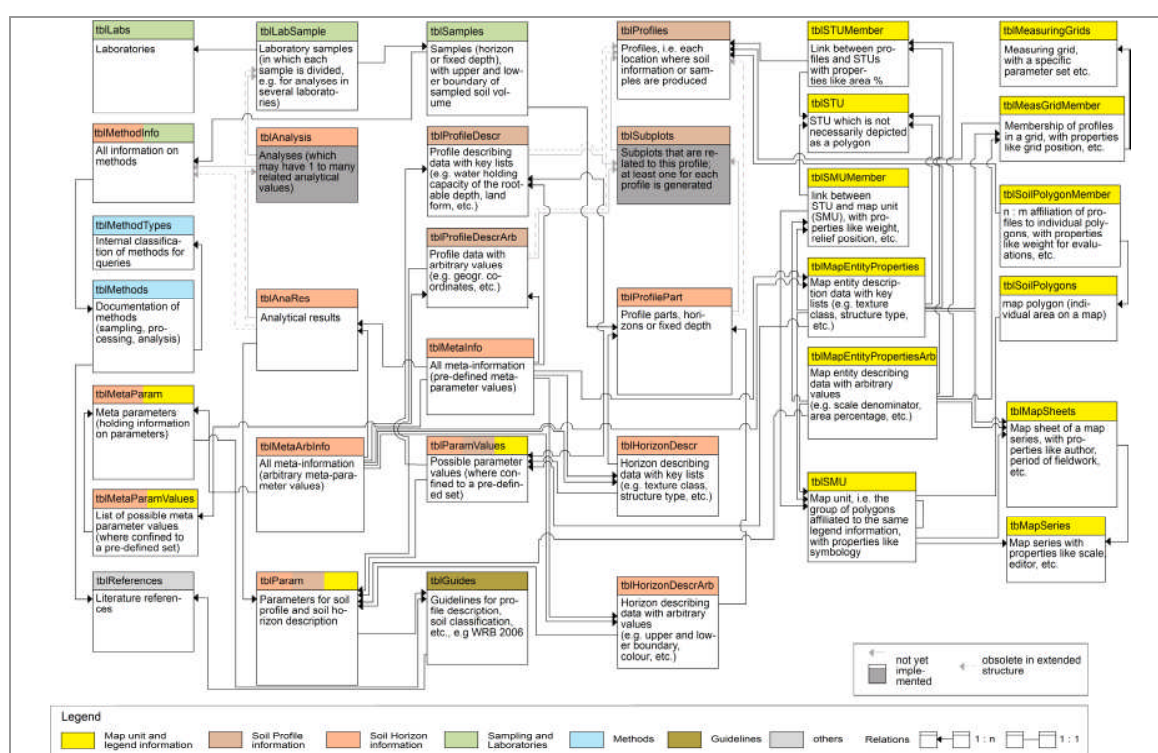 tblLabs
Laboratories
tblLabSample
Laboratory samples
(in which each
sample is divided,
e.g. for analyses in
several laborato-
ries)
tblSamples
Samples (horizon
or fixed depth),
with upper and low-
er boundary of
sampled soil
volume
tblProfiles
Profiles, i.e. each
location where soil
information or sam-
ples are produced
tblSTUMember
Link between pro-
files and STUs
with proper-
ties like area %
tblMeasuringGrids
Measuring grid,
with a specific
parameter set etc.
tblSTU
STU which is not
necessarily depicted
as a polygon
tblMeasGridMember
Membership of profiles
in a grid, with properties
like grid position, etc.
tblMethodInfo
All information on
methods
tblAnalysis
Analyses (which
may have 1 to many
related analytical
values)
tblProfileDescr
Profile describing
data with key lists
(e.g. water holding
capacity of the root-
able depth, land
form, etc.)
tblSubplots
Subplots that are re-
lated to this profile;
at least one for each
profile is generated
tblSMUMember
link between
STU and map unit
(SMU), with pro-
perties like weight,
relief position, etc.
tblSoilPolygonMember
n : m affiliation of pro-
files to individual poly-
gons, with properties
like weight for evalu-
ations, etc.
tblMethodTypes
Internal classifica-
tion of methods for
queries
tblProfileDescrArb
Profile data with
arbitrary values
(e.g. geogr. co-
ordinates, etc.)
tblMapEntityProperties
Map entity descrip-
tion data with key
lists (e.g. texture
class, structure type,
etc.)
tblSoilPolygons
map polygon (indi-
vidual area on a map)
tblMethods
Documentation of
methods
(sampling, pro-
cessing, analysis)
tblAnaRes
Analytical results
tblMetaInfo
All meta-information
(pre-defined meta-
parameter values)
tblProfilePart
Profile parts, hori-
zons or fixed depth
tblMapEntityPropertiesArb
Map entity describing
data with arbitrary
values
(e.g. scale denominator,
area percentage, etc.)
tblMetaParam
Meta parameters
(holding information
on parameters)
tblMetaArbInfo
All meta-information
(arbitrary meta-para-
meter values)
tblParamValues
Possible parameter
values (where con-
fined to a pre-defin-
ed set)
tblHorizonDescr
Horizon describing
data with key lists
(e.g. texture class,
structure type, etc.)
tblMapSheets
Map sheet of a map
series, with pro-
perties like author,
period of fieldwork,
etc.
tblMetaParamValues
List of possible meta
parameter values
(where confined to
a pre-defined set)
tblSMU
Map unit, i.e. the
group of polygons
affiliated to the same
legend information,
with properties like
symbology
tblMapSeries
Map series with
properties like scale,
editor, etc.
tblReferences
Literature referen-
ces
tblParam
Parameters for soil
profile and soil hor-
izon description
tblGuides
Guidelines for pro-
file description,
soil classification,
etc., e.g WRB 2006
tblHorizonDescrArb
Horizon describing
data with arbitrary
values
(e.g. upper and low-
er boundary,
colour, etc.)
not yet
imple-
mented
obsolete in extended
structure
Legend
Map unit and
legend information
Soil Profile
information
Soil Horizon
information
Sampling and
Laboratories
Methods
Guidelines
others
Relations
1 : n
1 : 1